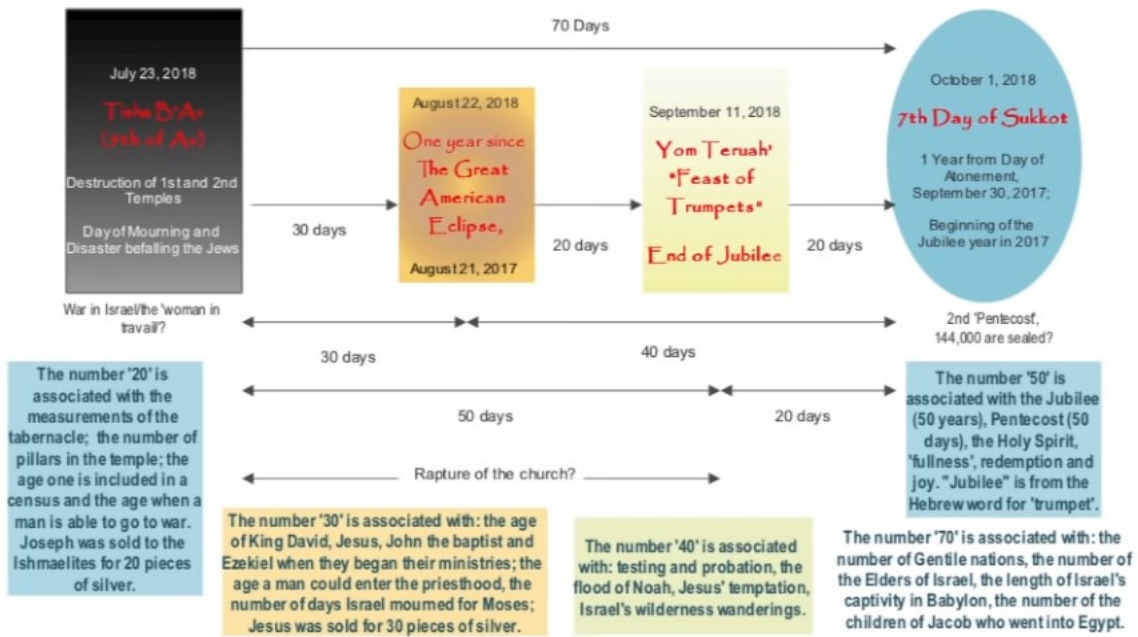 70 Days
July 23, 2018
Tisha B'Av
(9th of Av)
Destruction of 1st and 2nd
Temples
Day of Mourning and
Disaster befalling the Jews
August 22, 2018
One year since
The Great
American
Eclipse,
August 21, 2017
September 11, 2018
Yom Teruah'
"Feast of
Trumpets"
End of Jubilee
October 1, 2018
7th Day of Sukkot
1 Year from Day of
Atonement,
September 30, 2017;
Beginning of the
Jubilee year in 2017
30 days
20 days
20 days
War in Israel/the 'woman in
travail'?
2nd 'Pentecost',
144,000 are sealed?
30 days
40 days
50 days
20 days
Rapture of the church?
The number '20' is
associated with the
measurements of the
tabernacle; the number of
pillars in the temple; the
age one is included in a
census and the age when a
man is able to go to war.
Joseph was sold to the
Ishmaelites for 20 pieces
of silver.
The number '30' is associated with: the age
of King David, Jesus, John the baptist and
Ezekiel when they began their ministries; the
age a man could enter the priesthood, the
number of days Israel mourned for Moses;
Jesus was sold for 30 pieces of silver.
The number '40' is associated
with: testing and probation, the
flood of Noah, Jesus' temptation,
Israel's wilderness wanderings.
The number '50' is
associated with the Jubilee
(50 years), Pentecost (50
days), the Holy Spirit,
'fullness', redemption and
joy. "Jubilee" is from the
Hebrew word for 'trumpet'.
The number '70' is associated with: the
number of Gentile nations, the number of
the Elders of Israel, the length of Israel's
captivity in Babylon, the number of the
children of Jacob who went into Egypt.